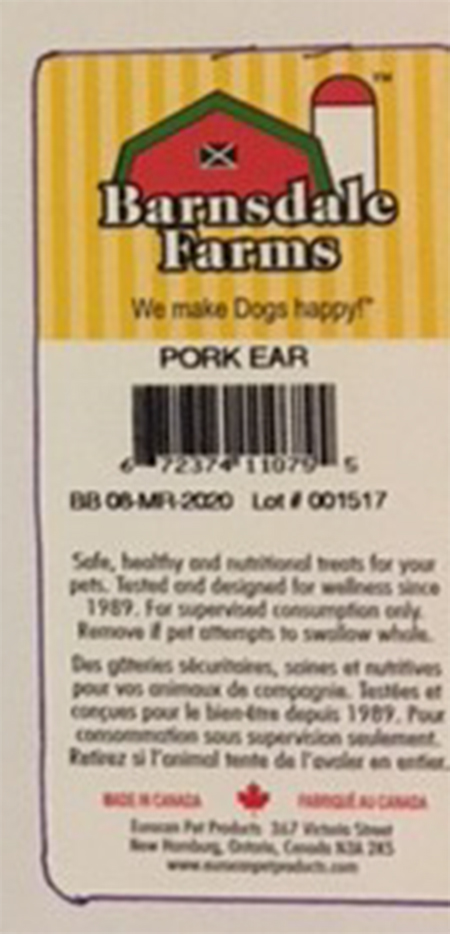 TM
Barnsdale
Farms
We make Dogs happy!™
PORK EAR
6 72374 11079 5
BB 08-MR-2020 Lot # 001517
Safe, healthy and nutritional treats for your
pets. Tested and designed for wellness since
1989. For supervised consumption only.
Remove if pet attempts to swallow whole.
Des gâteries sécuritaires, saines et nutritives
pour vos animaux de compagnie. Testées et
conçues pour le bien-être depuis 1989. Pour
consommation sous supervision seulement.
Retirez si l'animal tente de l'avaler en entier.
MADE IN CANADA FABRIQUÉ AU CANADA
Eurocan Pet Products 367 Victoria Street
New Hamburg, Ontario, Canada N3A 2K5
www.eurocanpetproducts.com